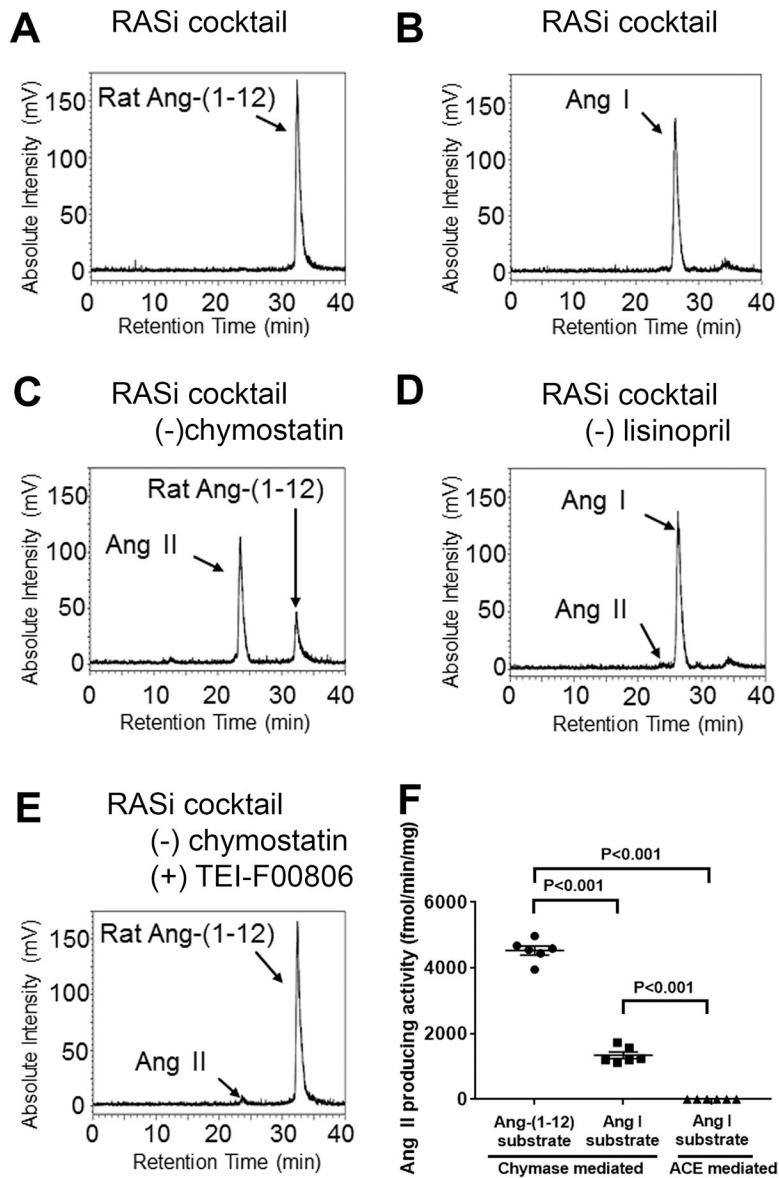 A
RASi cocktail
Absolute Intensity (mV)
150
100
50
0
Rat Ang-(1-12)
0 10 20 30 40
Retention Time (min)
B
RASi cocktail
Absolute Intensity (mV)
150
100
50
0
Ang I
0 10 20 30 40
Retention Time (min)
C
RASi cocktail
(-)chymostatin
Absolute Intensity (mV)
150
100
50
0
Rat Ang-(1-12)
Ang II
0 10 20 30 40
Retention Time (min)
D
RASi cocktail
(-) lisinopril
Absolute Intensity (mV)
150
100
50
0
Ang I
Ang II
0 10 20 30 40
Retention Time (min)
E
RASi cocktail
(-) chymostatin
(+) TEI-F00806
Absolute Intensity (mV)
150
100
50
0
Rat Ang-(1-12)
Ang II
0 10 20 30 40
Retention Time (min)
F
Ang II producing activity (fmol/min/mg)
P<0.001
P<0.001
P<0.001
6000
4000
2000
0
Ang-(1-12) substrate
Ang I substrate
Ang I substrate
Chymase mediated
ACE mediated